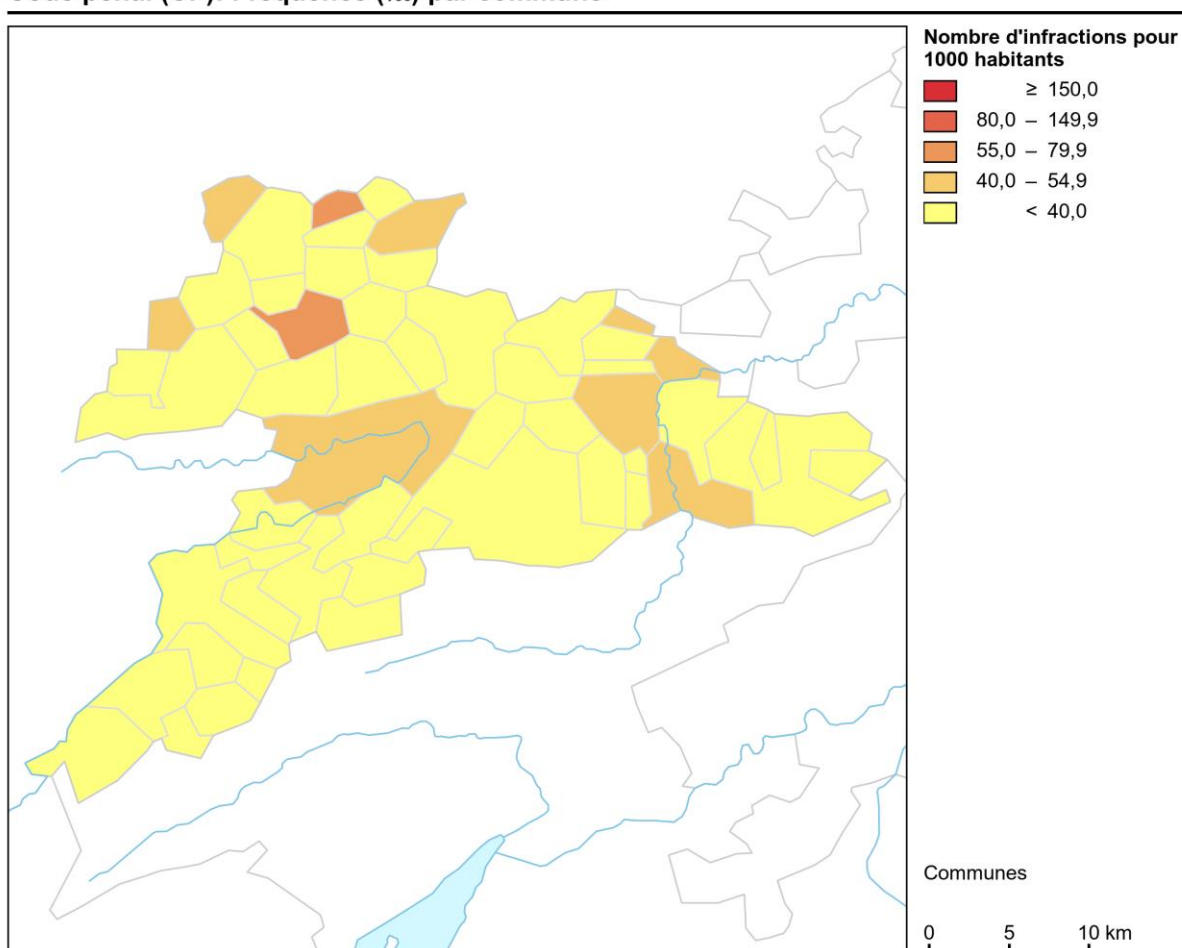 Nombre d'infractions pour
1000 habitants
≥ 150,0
80,0 – 149,9
55,0 – 79,9
40,0 – 54,9
< 40,0
Communes
0 5 10 km